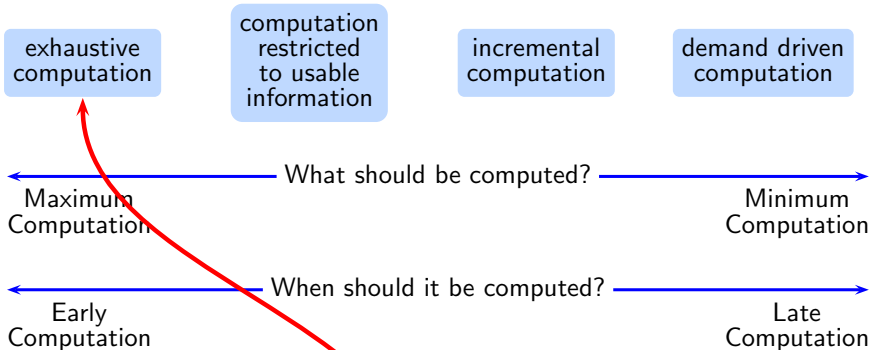 exhaustive
computation
computation
restricted
to usable
information
incremental
computation
demand driven
computation
What should be computed?
Maximum
Computation
Minimum
Computation
When should it be computed?
Early
Computation
Late
Computation